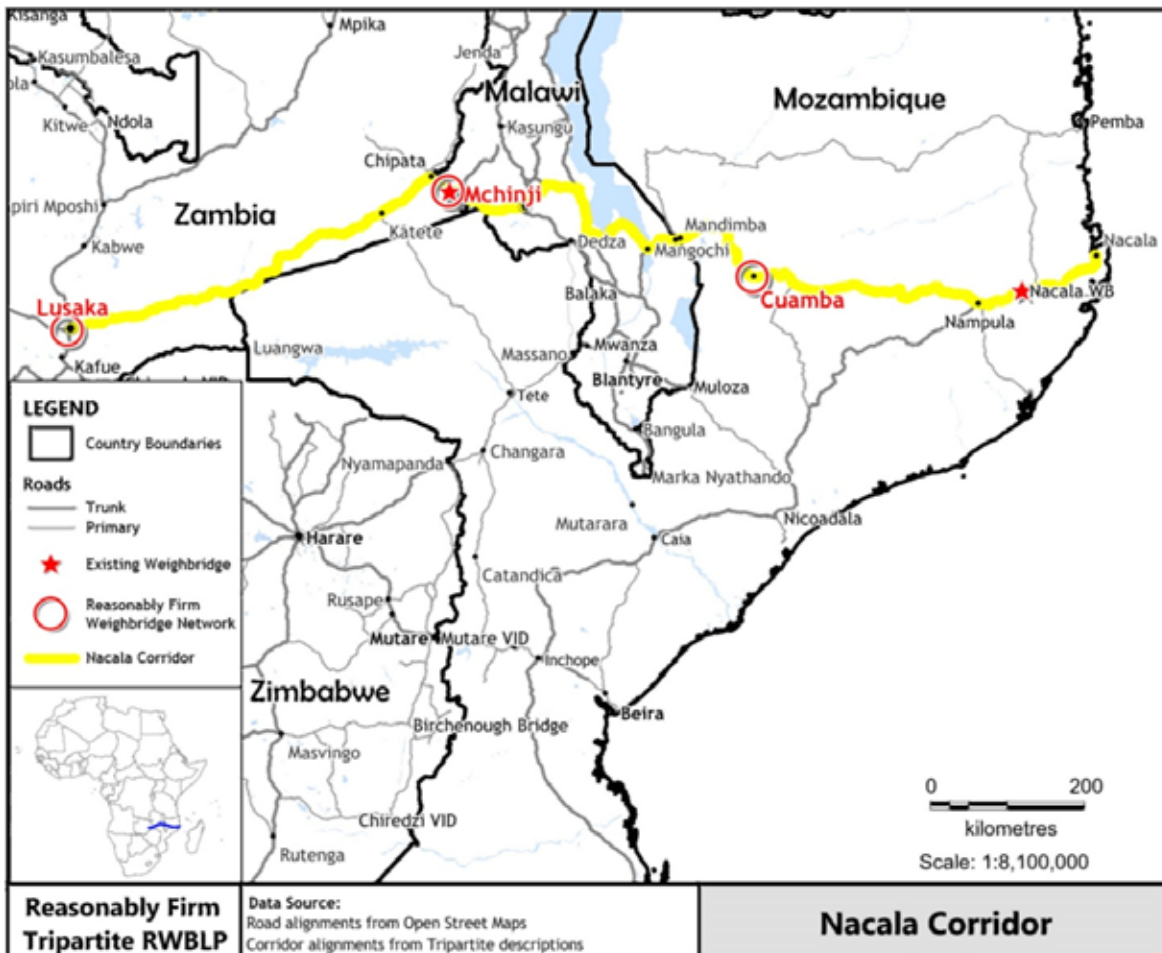 Kisanga
Mpika
Jenda
Kasumbalesa
Malawi
Mozambique
Kitwe
Ndola
Kasungu
Pemba
Chipata
Mchinji
piri Mposhi
Zambia
Katete
Kabwe
Dedza
Mandimba
Mangochi
Nacala
Lusaka
Cuamba
Nacala WB
Balaka
Nampula
Kafue
Luangwa
Massano
Mwanza
Blantyre
Muloza
Tete
Bangula
Changara
Nyamapanda
Marka Nyathando
Mutarara
Nicoadala
Harare
Caia
Catandica
Rusape
Mutare
Mutare VID
Inchope
Zimbabwe
Beira
Birchenough Bridge
Masvingo
Chiredzi VID
Rutenga
LEGEND
Country Boundaries
Roads
Trunk
Primary
Existing Weighbridge
Reasonably Firm
Weighbridge Network
Nacala Corridor
0 200
kilometres
Scale: 1:8,100,000
Reasonably Firm
Tripartite RWBLP
Data Source:
Road alignments from Open Street Maps
Corridor alignments from Tripartite descriptions
Nacala Corridor